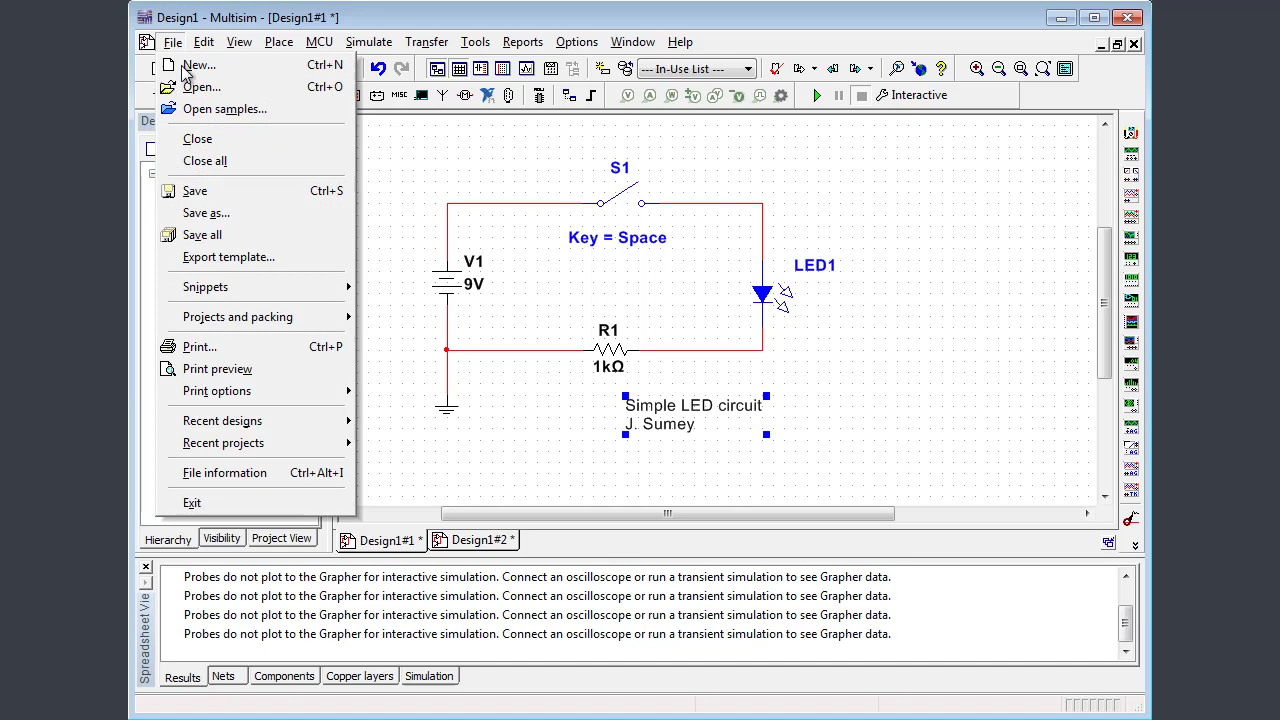 Design1 - Multisim - [Design1#1 *]
File Edit View Place MCU Simulate Transfer Tools Reports Options Window Help
New... Ctrl+N
Open... Ctrl+O
Open samples...
Close
Close all
Save Ctrl+S
Save as...
Save all
Export template...
Snippets
Projects and packing
Print... Ctrl+P
Print preview
Print options
Recent designs
Recent projects
File information Ctrl+Alt+I
Exit
--- In-Use List ---
MISC
Interactive
De
S1
Key = Space
V1
9V
LED1
R1
1kΩ
Simple LED circuit
J. Sumey
Hierarchy Visibility Project View
Design1#1 * Design1#2 *
Spreadsheet Vie
Probes do not plot to the Grapher for interactive simulation. Connect an oscilloscope or run a transient simulation to see Grapher data.
Probes do not plot to the Grapher for interactive simulation. Connect an oscilloscope or run a transient simulation to see Grapher data.
Probes do not plot to the Grapher for interactive simulation. Connect an oscilloscope or run a transient simulation to see Grapher data.
Probes do not plot to the Grapher for interactive simulation. Connect an oscilloscope or run a transient simulation to see Grapher data.
Results Nets Components Copper layers Simulation